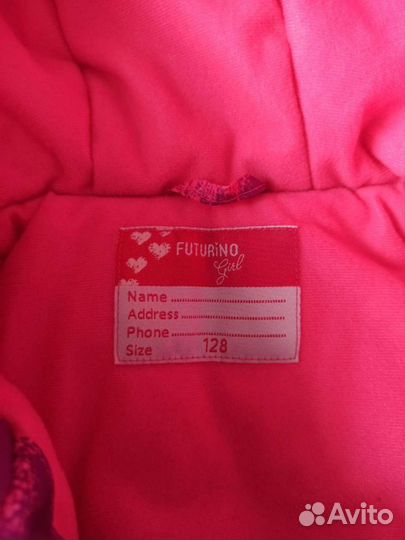 FUTURiNO
Girl
Name
Address
Phone
Size 128
Avito